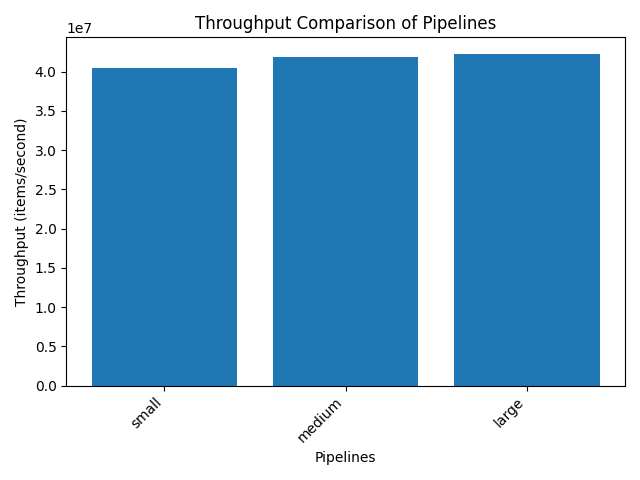 Throughput Comparison of Pipelines
1e7
4.0
3.5
3.0
2.5
2.0
1.5
1.0
0.5
0.0
Throughput (items/second)
small
medium
large
Pipelines